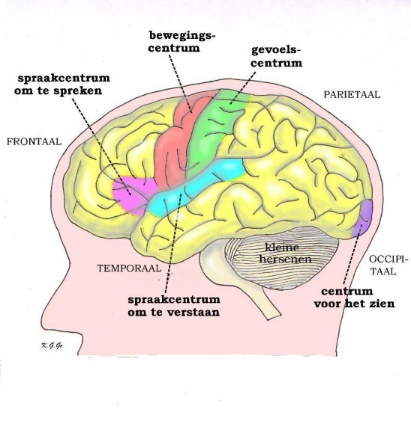 bewegings-
centrum
gevoels-
centrum
spraakcentrum
om te spreken
PARIETAAL
FRONTAAL
kleine
hersenen
TEMPORAAL
OCCIPI-
TAAL
spraakcentrum
om te verstaan
centrum
voor het zien
K.G.Go